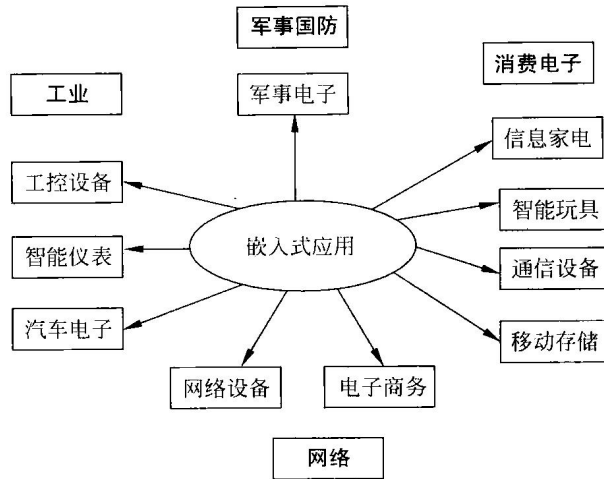 军事国防
消费电子
工业
军事电子
信息家电
工控设备
智能玩具
嵌入式应用
智能仪表
通信设备
汽车电子
移动存储
网络设备
电子商务
网络